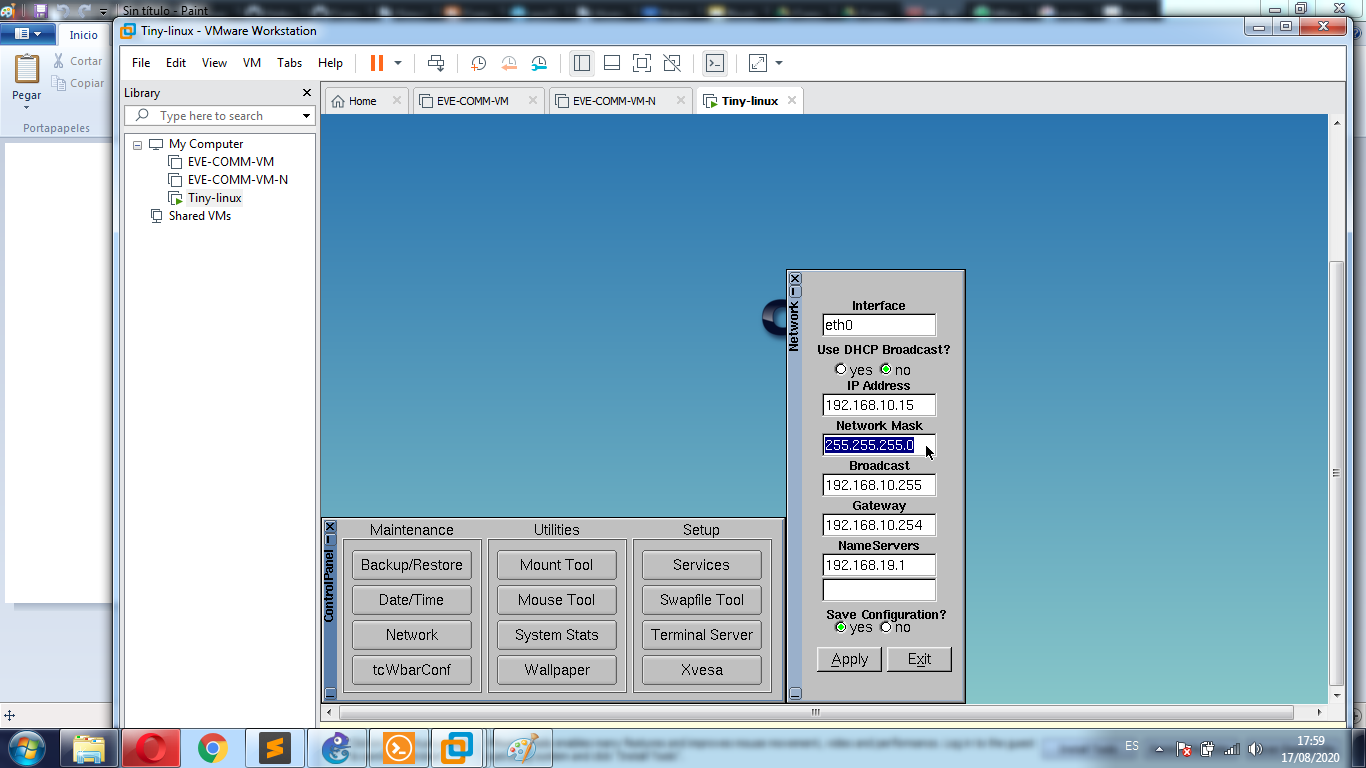 Sin título - Paint
Inicio
Cortar
Copiar
Pegar
Portapapeles
Tiny-linux - VMware Workstation
File Edit View VM Tabs Help
Library
Type here to search
My Computer
EVE-COMM-VM
EVE-COMM-VM-N
Tiny-linux
Shared VMs
Home EVE-COMM-VM EVE-COMM-VM-N Tiny-linux
Network
Interface
eth0
Use DHCP Broadcast?
yes no
IP Address
192.168.10.15
Network Mask
255.255.255.0
Broadcast
192.168.10.255
Gateway
192.168.10.254
NameServers
192.168.19.1
Save Configuration?
yes no
Apply Exit
ControlPanel
Maintenance Utilities Setup
Backup/Restore Mount Tool Services
Date/Time Mouse Tool Swapfile Tool
Network System Stats Terminal Server
tcWbarConf Wallpaper Xvesa
ES
17:59
17/08/2020